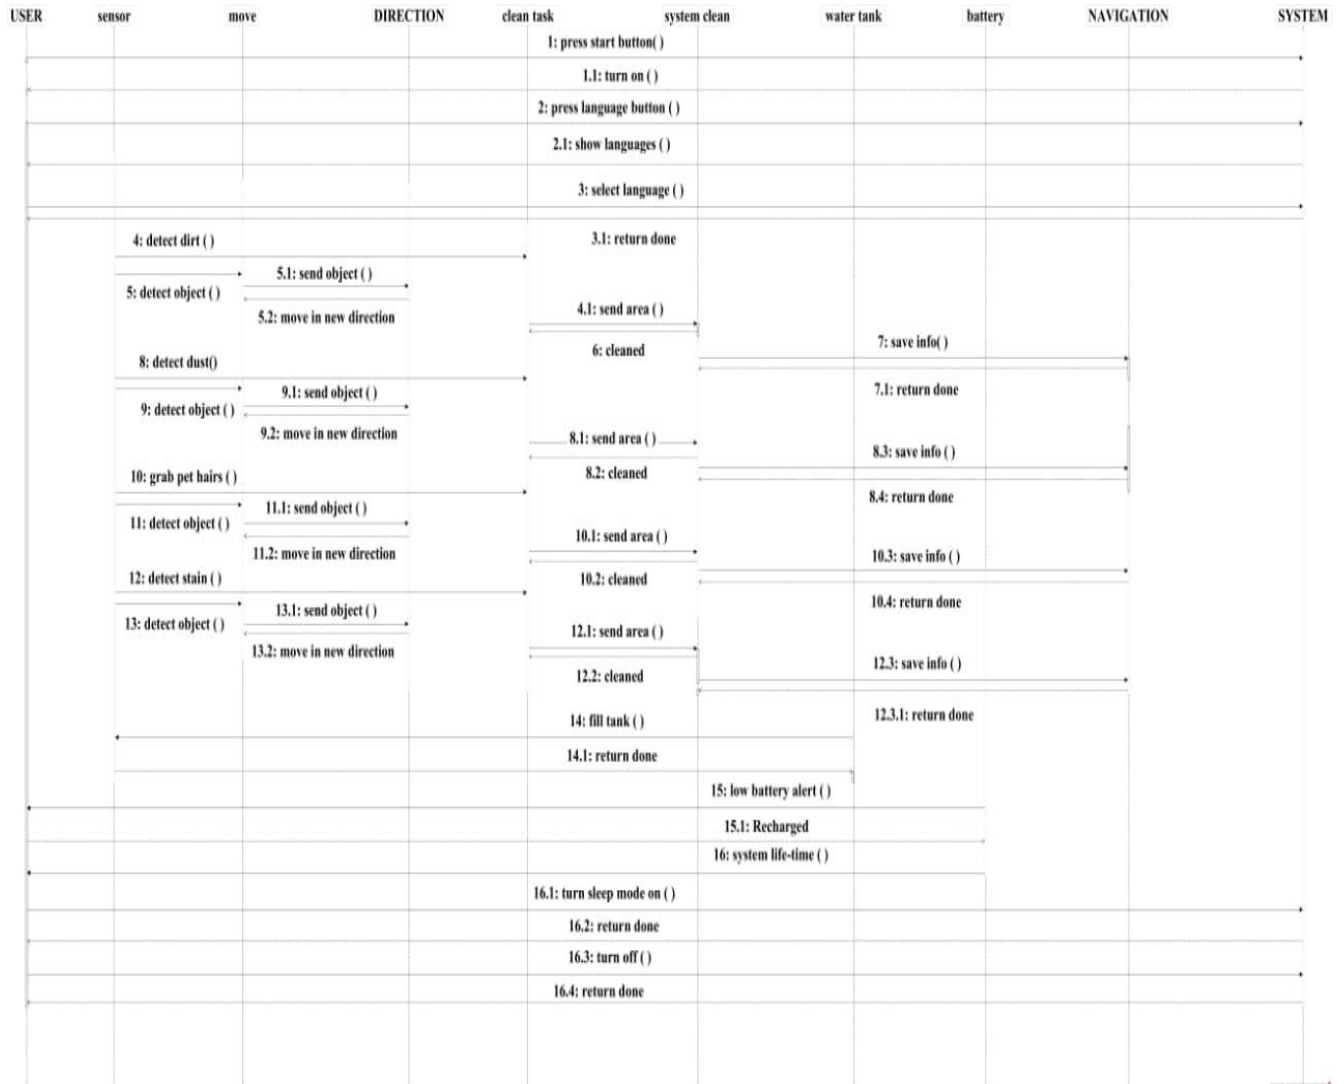 USER sensor move DIRECTION clean task system clean water tank battery NAVIGATION SYSTEM
1: press start button( )
1.1: turn on ( )
2: press language button ( )
2.1: show languages ( )
3: select language ( )
3.1: return done
4: detect dirt ( )
5.1: send object ( )
5: detect object ( )
4.1: send area ( )
5.2: move in new direction
7: save info( )
6: cleaned
8: detect dust()
7.1: return done
9.1: send object ( )
9: detect object ( )
9.2: move in new direction
8.1: send area ( )
8.3: save info ( )
8.2: cleaned
10: grab pet hairs ( )
8.4: return done
11.1: send object ( )
11: detect object ( )
10.1: send area ( )
11.2: move in new direction
10.3: save info ( )
12: detect stain ( )
10.2: cleaned
10.4: return done
13.1: send object ( )
13: detect object ( )
12.1: send area ( )
13.2: move in new direction
12.3: save info ( )
12.2: cleaned
12.3.1: return done
14: fill tank ( )
14.1: return done
15: low battery alert ( )
15.1: Recharged
16: system life-time ( )
16.1: turn sleep mode on ( )
16.2: return done
16.3: turn off ( )
16.4: return done